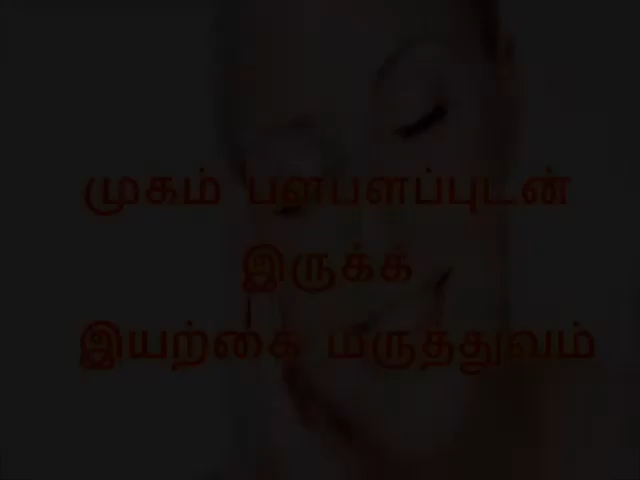 முகம் பளபளப்புடன்
இருக்க
இயற்கை மருத்துவம்